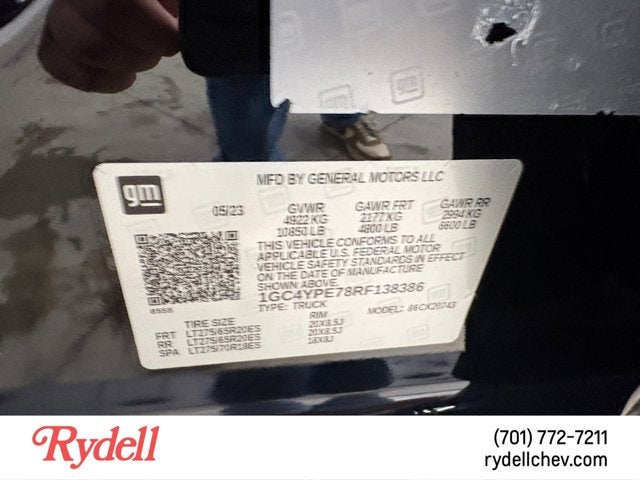 gm
MFD BY GENERAL MOTORS LLC
05/23 GVWR GAWR FRT GAWR RR
4922 KG 2177 KG 2994 KG
10850 LB 4800 LB 6600 LB
THIS VEHICLE CONFORMS TO ALL
APPLICABLE U.S. FEDERAL MOTOR
VEHICLE SAFETY STANDARDS IN EFFECT
ON THE DATE OF MANUFACTURE
SHOWN ABOVE.
1GC4YPE78RF138386
TYPE: TRUCK MODEL:
TIRE SIZE RIM
FRT LT275/65R20ES 20X8.5J
RR LT275/65R20ES 20X8.5J
SPA LT275/70R18ES 18X8J
Rydell
(701) 772-7211
rydellchev.com